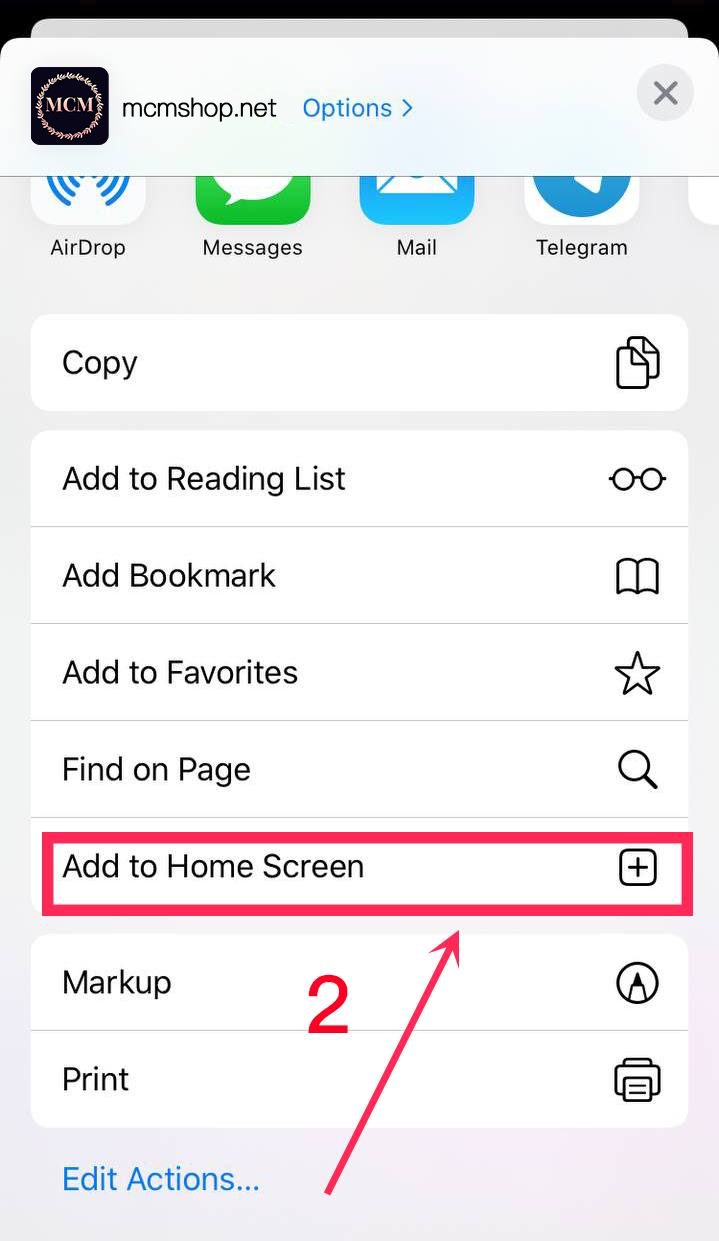 MCM
mcmshop.net Options >
AirDrop Messages Mail Telegram
Copy
Add to Reading List
Add Bookmark
Add to Favorites
Find on Page
Add to Home Screen
Markup
2
Print
Edit Actions...